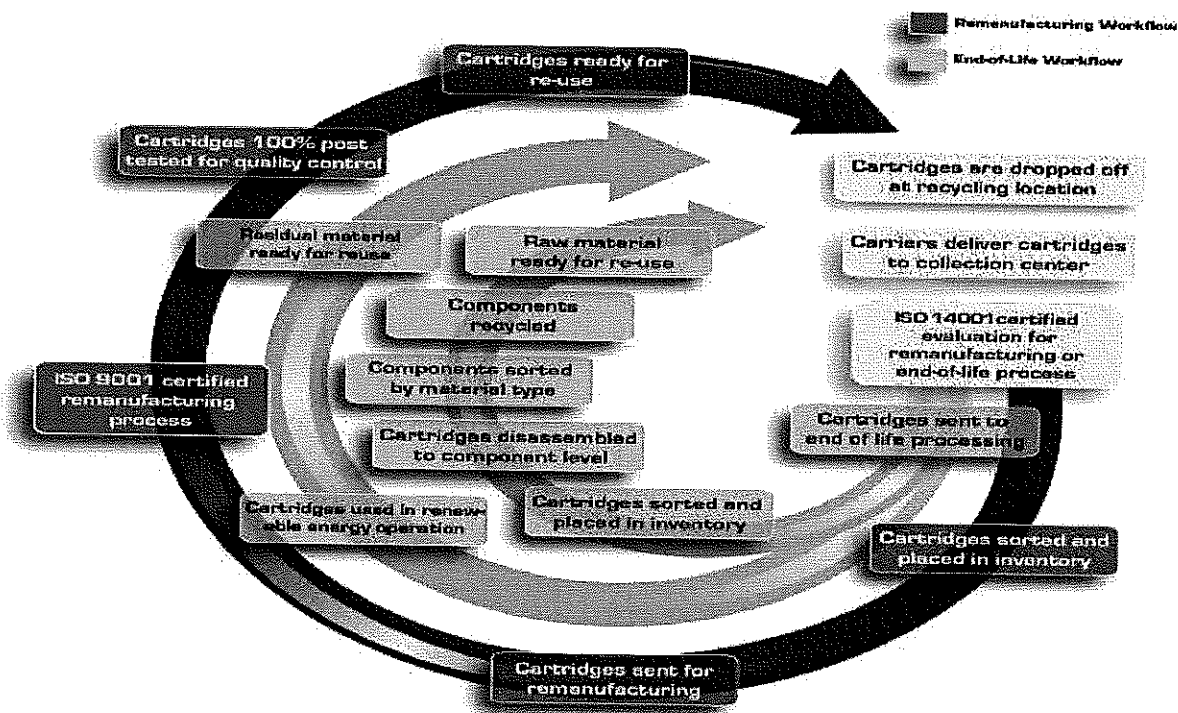 Remanufacturing Workflow
End-of-Life Workflow
Cartridges ready for
re-use
Cartridges 100% post
tested for quality control
Cartridges are dropped off
at recycling location
Residual material
ready for reuse
Raw material
ready for re-use
Carriers deliver cartridges
to collection center
Components
recycled
ISO 14001certified
evaluation for
remanufacturing or
end-of-life process
ISO 9001 certified
remanufacturing
process
Components sorted
by material type
Cartridges sent to
end of life processing
Cartridges disassembled
to component level
Cartridges used in renew-
able energy operation
Cartridges sorted and
placed in inventory
Cartridges sorted and
placed in inventory
Cartridges sent for
remanufacturing